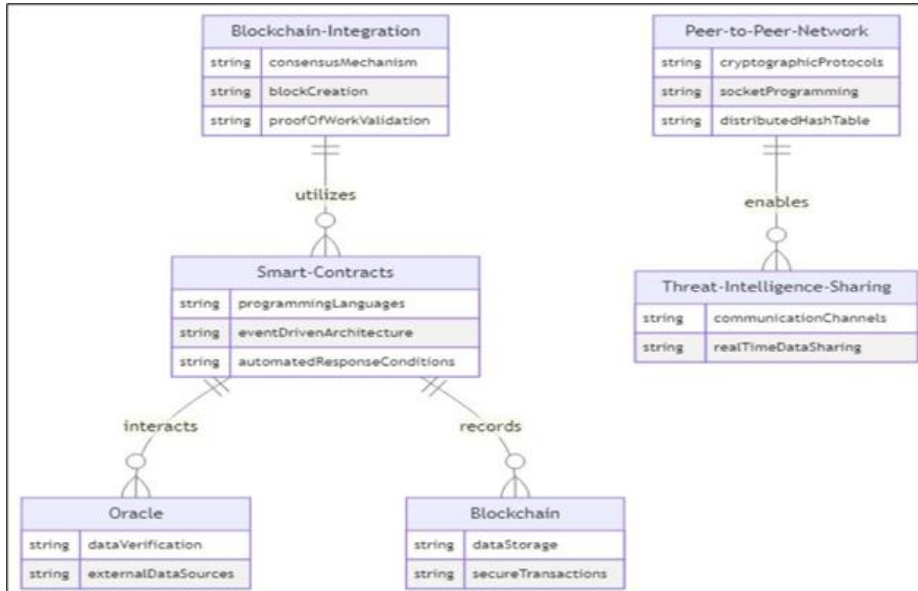 Blockchain-Integration
string consensusMechanism
string blockCreation
string proofOfWorkValidation
utilizes
Smart-Contracts
string programmingLanguages
string eventDrivenArchitecture
string automatedResponseConditions
interacts
records
Oracle
string dataVerification
string externalDataSources
Blockchain
string dataStorage
string secureTransactions
Peer-to-Peer-Network
string cryptographicProtocols
string socketProgramming
string distributedHashTable
enables
Threat-Intelligence-Sharing
string communicationChannels
string realTimeDataSharing